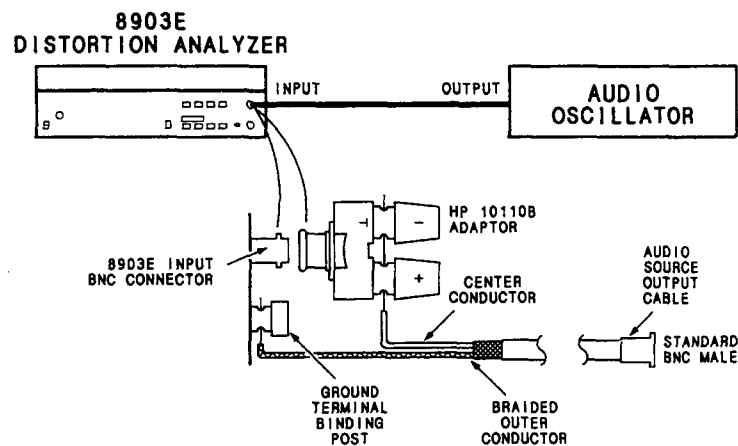 8903E
DISTORTION ANALYZER
INPUT
OUTPUT
AUDIO
OSCILLATOR
⊥
−
HP 10110B
ADAPTOR
8903E INPUT
BNC CONNECTOR
+
CENTER
CONDUCTOR
AUDIO
SOURCE
OUTPUT
CABLE
STANDARD
BNC MALE
GROUND
TERMINAL
BINDING
POST
BRAIDED
OUTER
CONDUCTOR